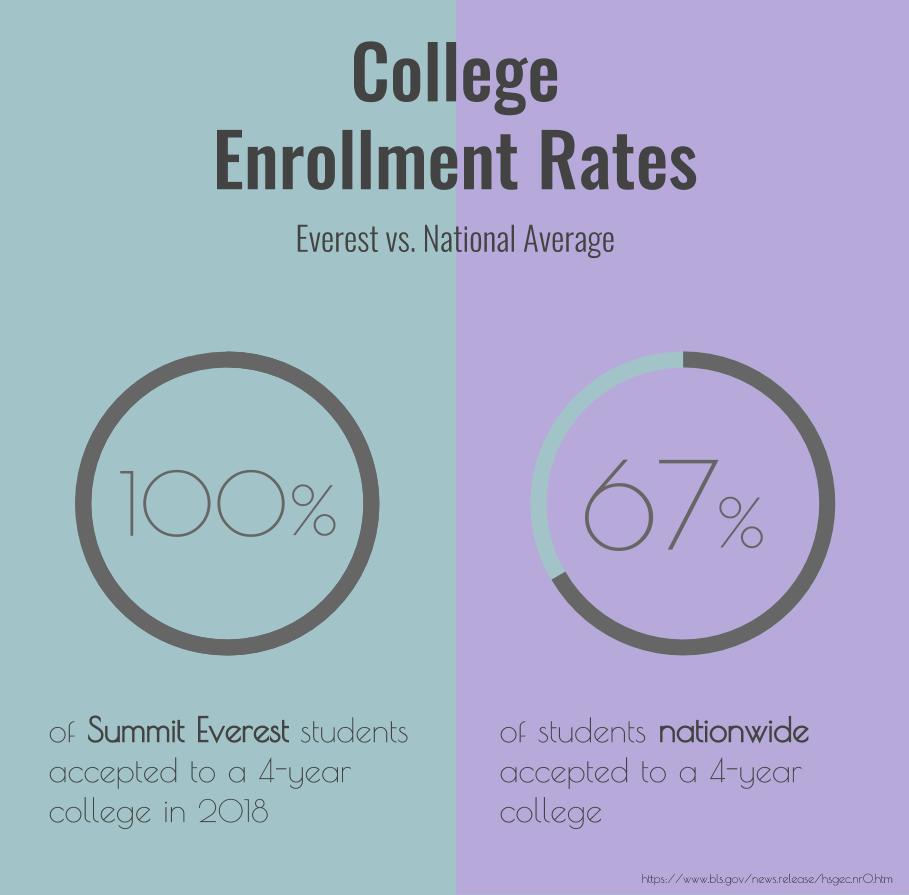 College
Enrollment Rates
Everest vs. National Average
100%
67%
of Summit Everest students
accepted to a 4-year
college in 2018
of students nationwide
accepted to a 4-year
college
https://www.bls.gov/news.release/hsgec.nr0.htm